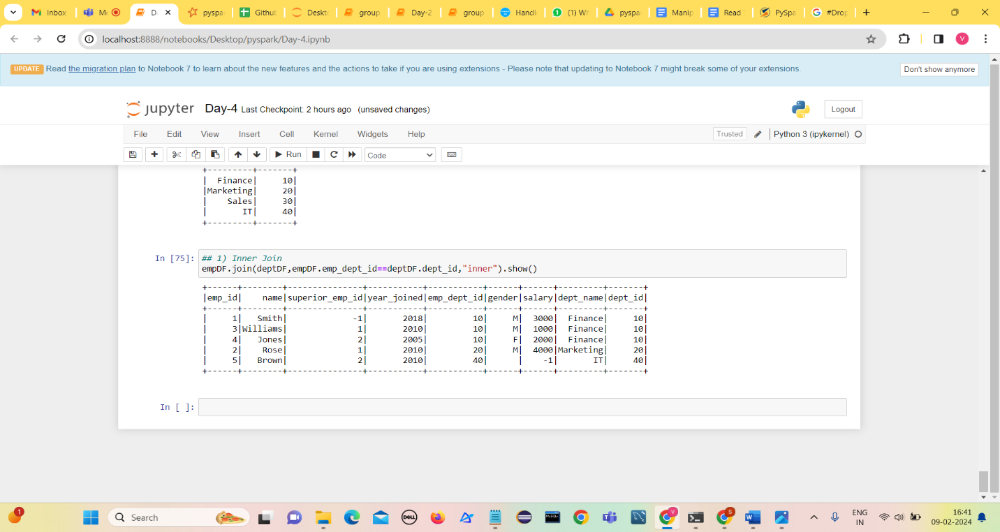 Inbox
pyspa
Github
Deskt
group
Day-2
group
Handl
(1) Wh
pyspa
Manip
Read
PySpa
#Drop
localhost:8888/notebooks/Desktop/pyspark/Day-4.ipynb
V
UPDATE Read the migration plan to Notebook 7 to learn about the new features and the actions to take if you are using extensions - Please note that updating to Notebook 7 might break some of your extensions.
Don't show anymore
jupyter Day-4 Last Checkpoint: 2 hours ago (unsaved changes)
Logout
File Edit View Insert Cell Kernel Widgets Help
Trusted Python 3 (ipykernel)
Run Code
+---------+-------+
|  Finance|     10|
|Marketing|     20|
|    Sales|     30|
|       IT|     40|
+---------+-------+
In [75]: ## 1) Inner Join
empDF.join(deptDF,empDF.emp_dept_id==deptDF.dept_id,"inner").show()
+------+--------+---------------+-----------+-----------+------+------+---------+-------+
|emp_id|    name|superior_emp_id|year_joined|emp_dept_id|gender|salary|dept_name|dept_id|
+------+--------+---------------+-----------+-----------+------+------+---------+-------+
|     1|   Smith|             -1|       2018|         10|     M|  3000|  Finance|     10|
|     3|Williams|              1|       2010|         10|     M|  1000|  Finance|     10|
|     4|   Jones|              2|       2005|         10|     F|  2000|  Finance|     10|
|     2|    Rose|              1|       2010|         20|     M|  4000|Marketing|     20|
|     5|   Brown|              2|       2010|         40|      |    -1|       IT|     40|
+------+--------+---------------+-----------+-----------+------+------+---------+-------+
In [ ]:
1
Search
DELL
V
S
ENG
IN
16:41
09-02-2024